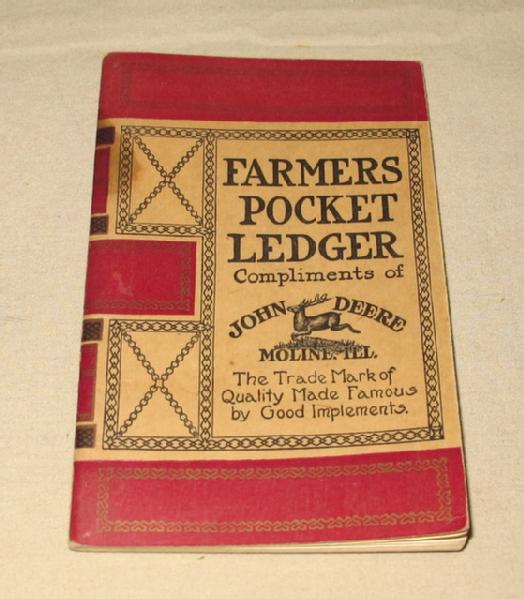 FARMERS
POCKET
LEDGER
Compliments of
JOHN DEERE
MOLINE, ILL.
The Trade Mark of
Quality Made Famous
by Good Implements.